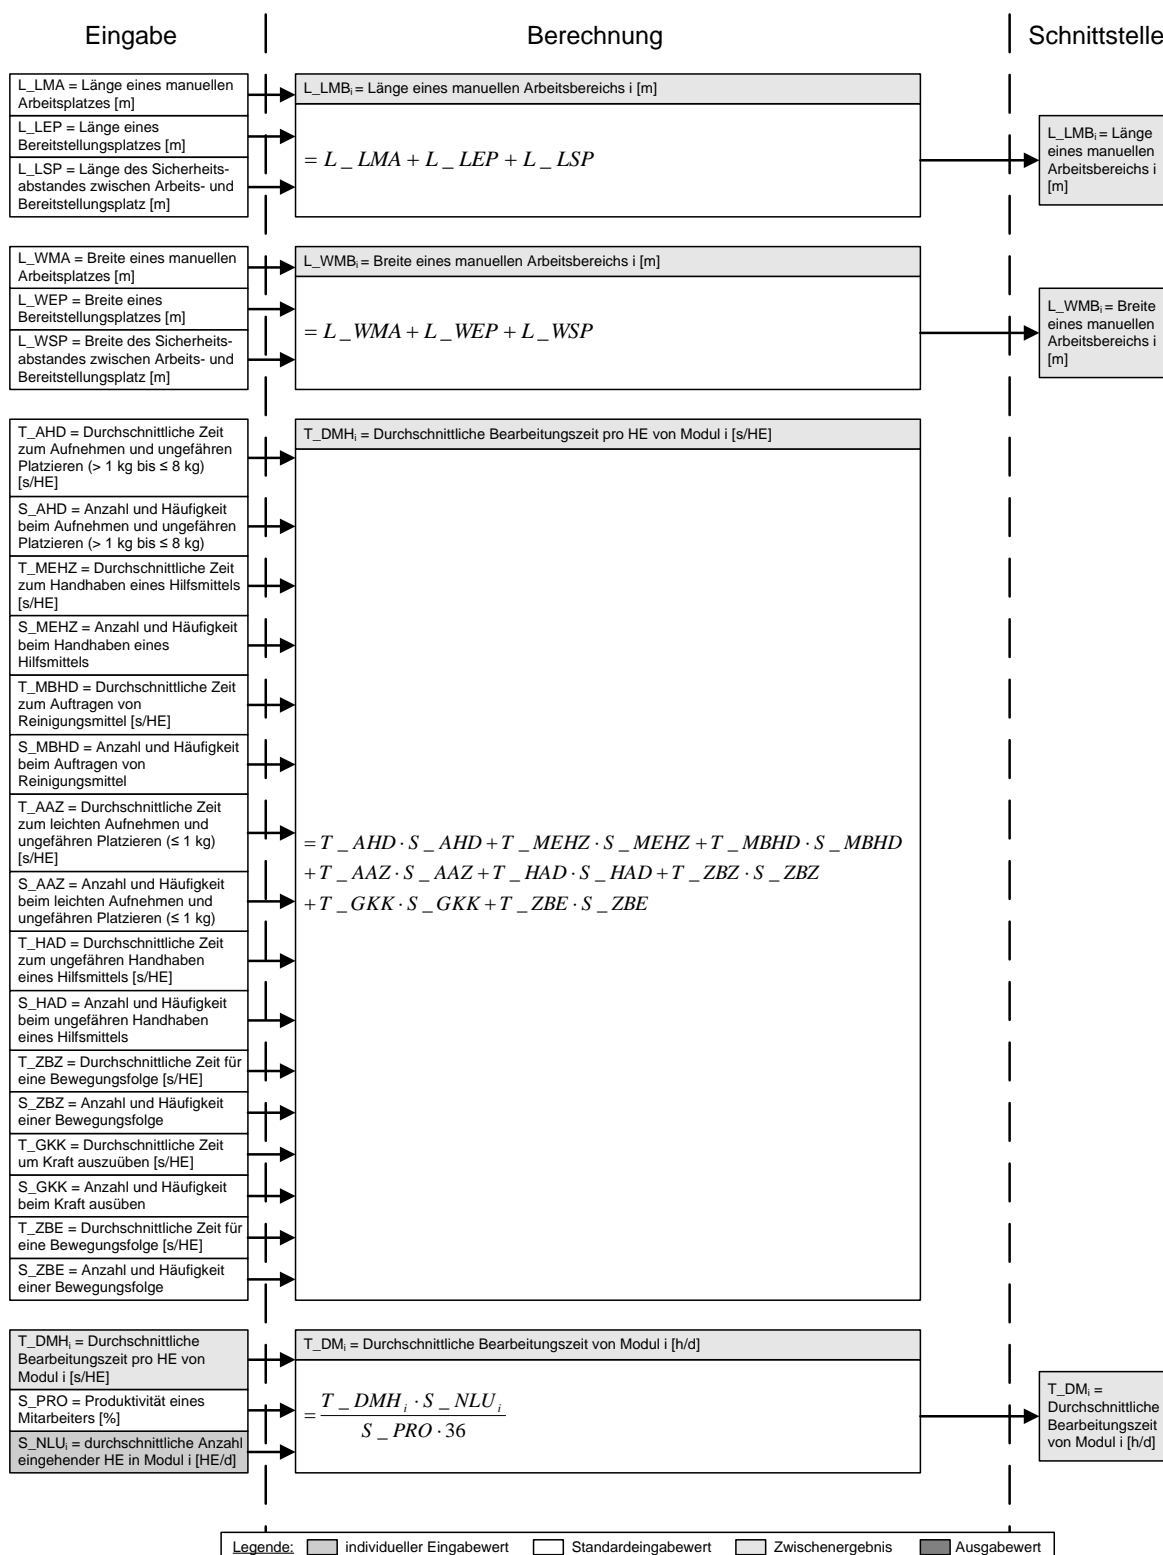 Eingabe
Berechnung
Schnittstelle
L_LMA = Länge eines manuellen
Arbeitsplatzes [m]
L_LEP = Länge eines
Bereitstellungsplatzes [m]
L_LSP = Länge des Sicherheits-
abstandes zwischen Arbeits- und
Bereitstellungsplatz [m]
L_LMBᵢ = Länge eines manuellen Arbeitsbereichs i [m]
= L_LMA + L_LEP + L_LSP
L_LMBᵢ = Länge
eines manuellen
Arbeitsbereichs i
[m]
L_WMA = Breite eines manuellen
Arbeitsplatzes [m]
L_WEP = Breite eines
Bereitstellungsplatzes [m]
L_WSP = Breite des Sicherheits-
abstandes zwischen Arbeits- und
Bereitstellungsplatz [m]
L_WMBᵢ = Breite eines manuellen Arbeitsbereichs i [m]
= L_WMA + L_WEP + L_WSP
L_WMBᵢ = Breite
eines manuellen
Arbeitsbereichs i
[m]
T_AHD = Durchschnittliche Zeit
zum Aufnehmen und ungefähren
Platzieren (> 1 kg bis ≤ 8 kg)
[s/HE]
S_AHD = Anzahl und Häufigkeit
beim Aufnehmen und ungefähren
Platzieren (> 1 kg bis ≤ 8 kg)
T_MEHZ = Durchschnittliche Zeit
zum Handhaben eines Hilfsmittels
[s/HE]
S_MEHZ = Anzahl und Häufigkeit
beim Handhaben eines
Hilfsmittels
T_MBHD = Durchschnittliche Zeit
zum Auftragen von
Reinigungsmittel [s/HE]
S_MBHD = Anzahl und Häufigkeit
beim Auftragen von
Reinigungsmittel
T_AAZ = Durchschnittliche Zeit
zum leichten Aufnehmen und
ungefähren Platzieren (≤ 1 kg)
[s/HE]
S_AAZ = Anzahl und Häufigkeit
beim leichten Aufnehmen und
ungefähren Platzieren (≤ 1 kg)
T_HAD = Durchschnittliche Zeit
zum ungefähren Handhaben
eines Hilfsmittels [s/HE]
S_HAD = Anzahl und Häufigkeit
beim ungefähren Handhaben
eines Hilfsmittels
T_ZBZ = Durchschnittliche Zeit für
eine Bewegungsfolge [s/HE]
S_ZBZ = Anzahl und Häufigkeit
einer Bewegungsfolge
T_GKK = Durchschnittliche Zeit
um Kraft auszuüben [s/HE]
S_GKK = Anzahl und Häufigkeit
beim Kraft ausüben
T_ZBE = Durchschnittliche Zeit für
eine Bewegungsfolge [s/HE]
S_ZBE = Anzahl und Häufigkeit
einer Bewegungsfolge
T_DMHᵢ = Durchschnittliche Bearbeitungszeit pro HE von Modul i [s/HE]
= T_AHD · S_AHD + T_MEHZ · S_MEHZ + T_MBHD · S_MBHD
+ T_AAZ · S_AAZ + T_HAD · S_HAD + T_ZBZ · S_ZBZ
+ T_GKK · S_GKK + T_ZBE · S_ZBE
T_DMHᵢ = Durchschnittliche
Bearbeitungszeit pro HE von
Modul i [s/HE]
S_PRO = Produktivität eines
Mitarbeiters [%]
S_NLUᵢ = durchschnittliche Anzahl
eingehender HE in Modul i [HE/d]
T_DMᵢ = Durchschnittliche Bearbeitungszeit von Modul i [h/d]
T_DMHᵢ · S_NLUᵢ
=
S_PRO · 36
T_DMᵢ =
Durchschnittliche
Bearbeitungszeit
von Modul i [h/d]
Legende: individueller Eingabewert Standardeingabewert Zwischenergebnis Ausgabewert